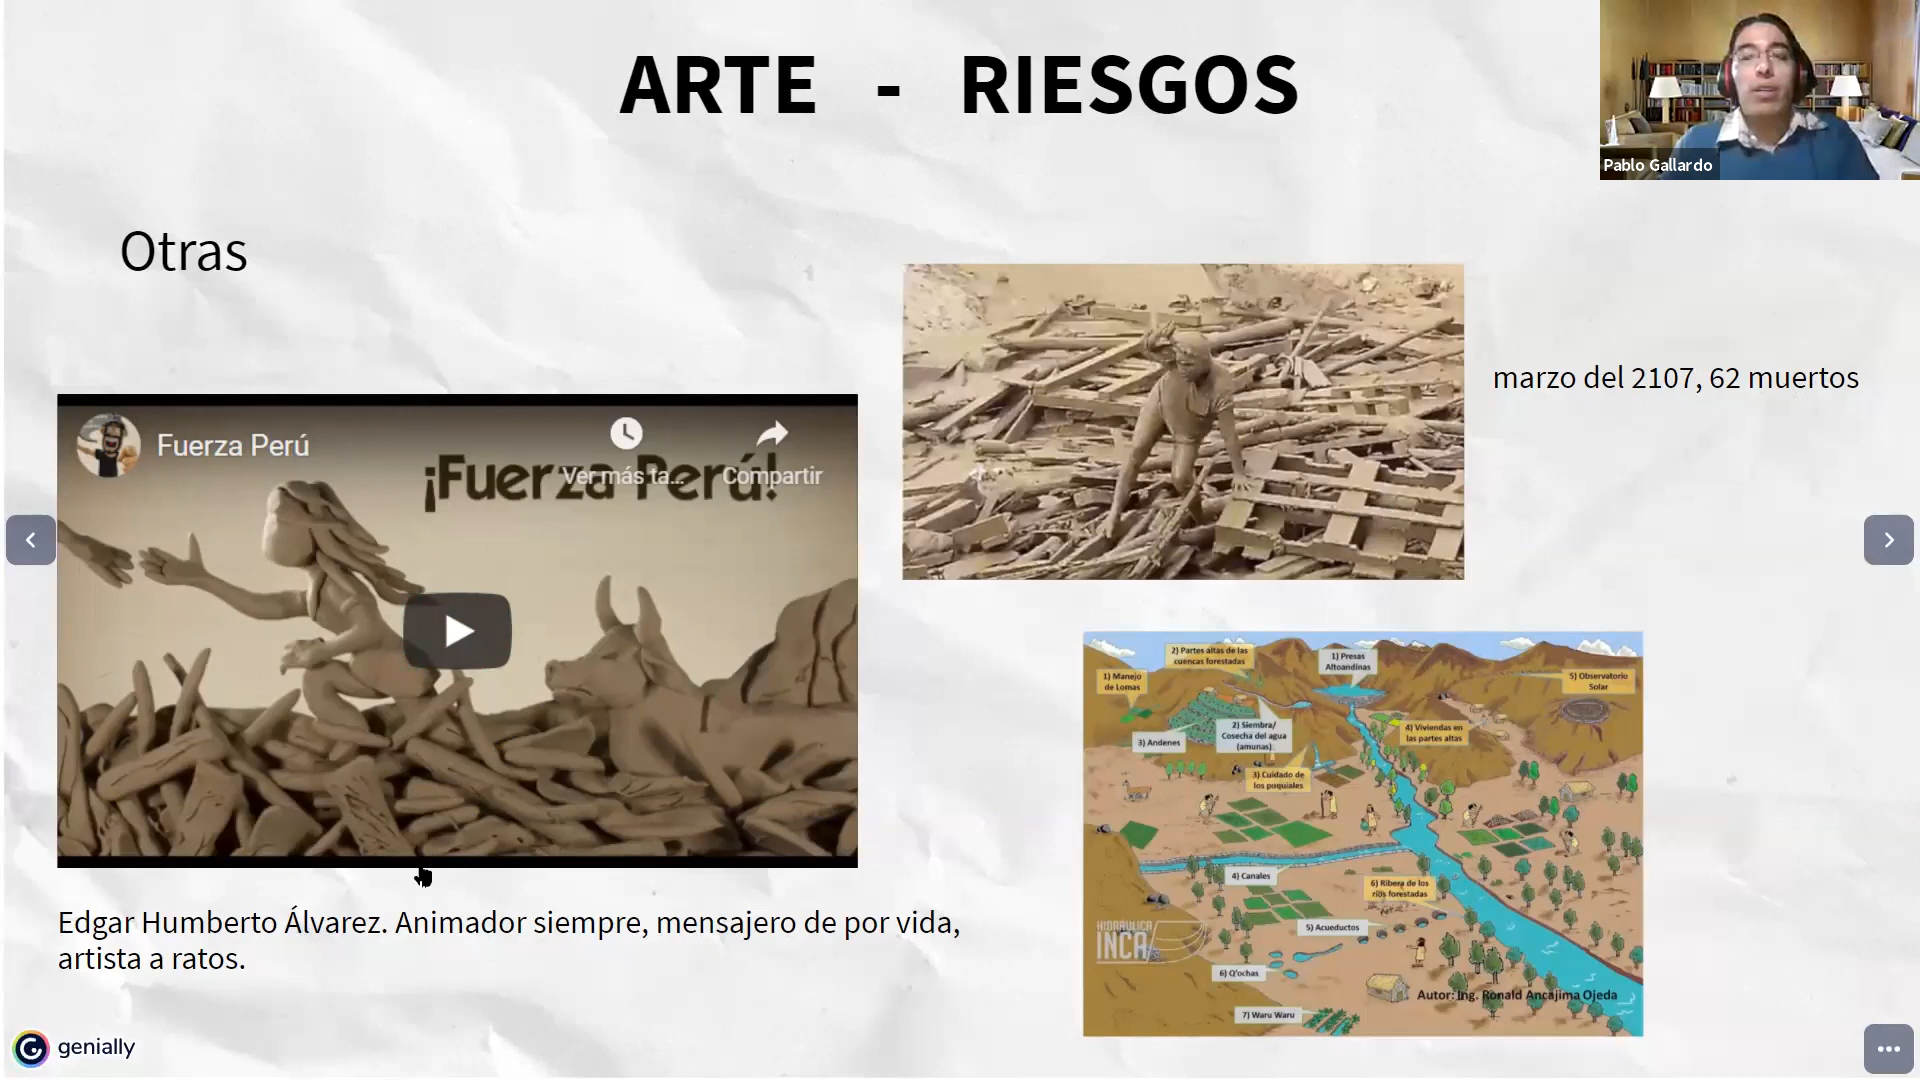 ARTE - RIESGOS
Pablo Gallardo
Otras
marzo del 2107, 62 muertos
Fuerza Perú
¡Fuerza Perú!
Ver más ta...
Compartir
2) Partes altas de las
cuencas forestadas
1) Presas
Altoandinas
1) Manejo
de Lomas
5) Observatorio
Solar
2) Siembra/
Cosecha del agua
(amunas)
4) Viviendas en
las partes altas
3) Andenes
3) Cuidado de
los puquiales
4) Canales
6) Ribera de los
ríos forestadas
5) Acueductos
HIDRÁULICA
INCA
6) Q'ochas
Autor: Ing. Ronald Ancajima Ojeda
7) Waru Waru
Edgar Humberto Álvarez. Animador siempre, mensajero de por vida,
artista a ratos.
genially